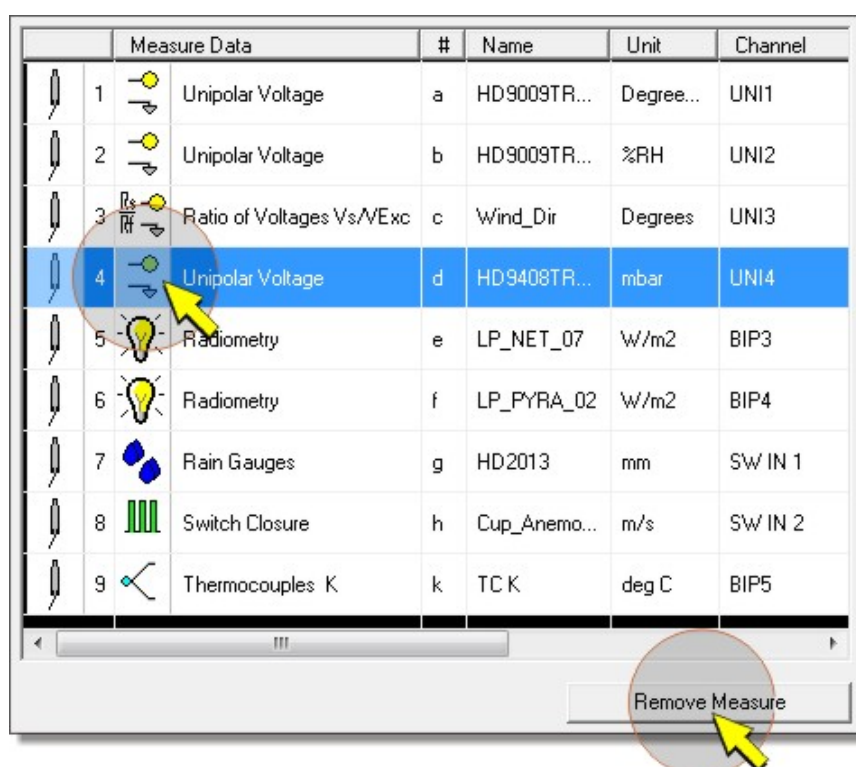 Measure Data # Name Unit Channel
1 Unipolar Voltage a HD9009TR... Degree... UNI1
2 Unipolar Voltage b HD9009TR... %RH UNI2
3 Rs Rf Ratio of Voltages Vs/VExc c Wind_Dir Degrees UNI3
4 Unipolar Voltage d HD9408TR... mbar UNI4
5 Radiometry e LP_NET_07 W/m2 BIP3
6 Radiometry f LP_PYRA_02 W/m2 BIP4
7 Rain Gauges g HD2013 mm SW IN 1
8 Switch Closure h Cup_Anemo... m/s SW IN 2
9 Thermocouples K k TC K deg C BIP5
Remove Measure